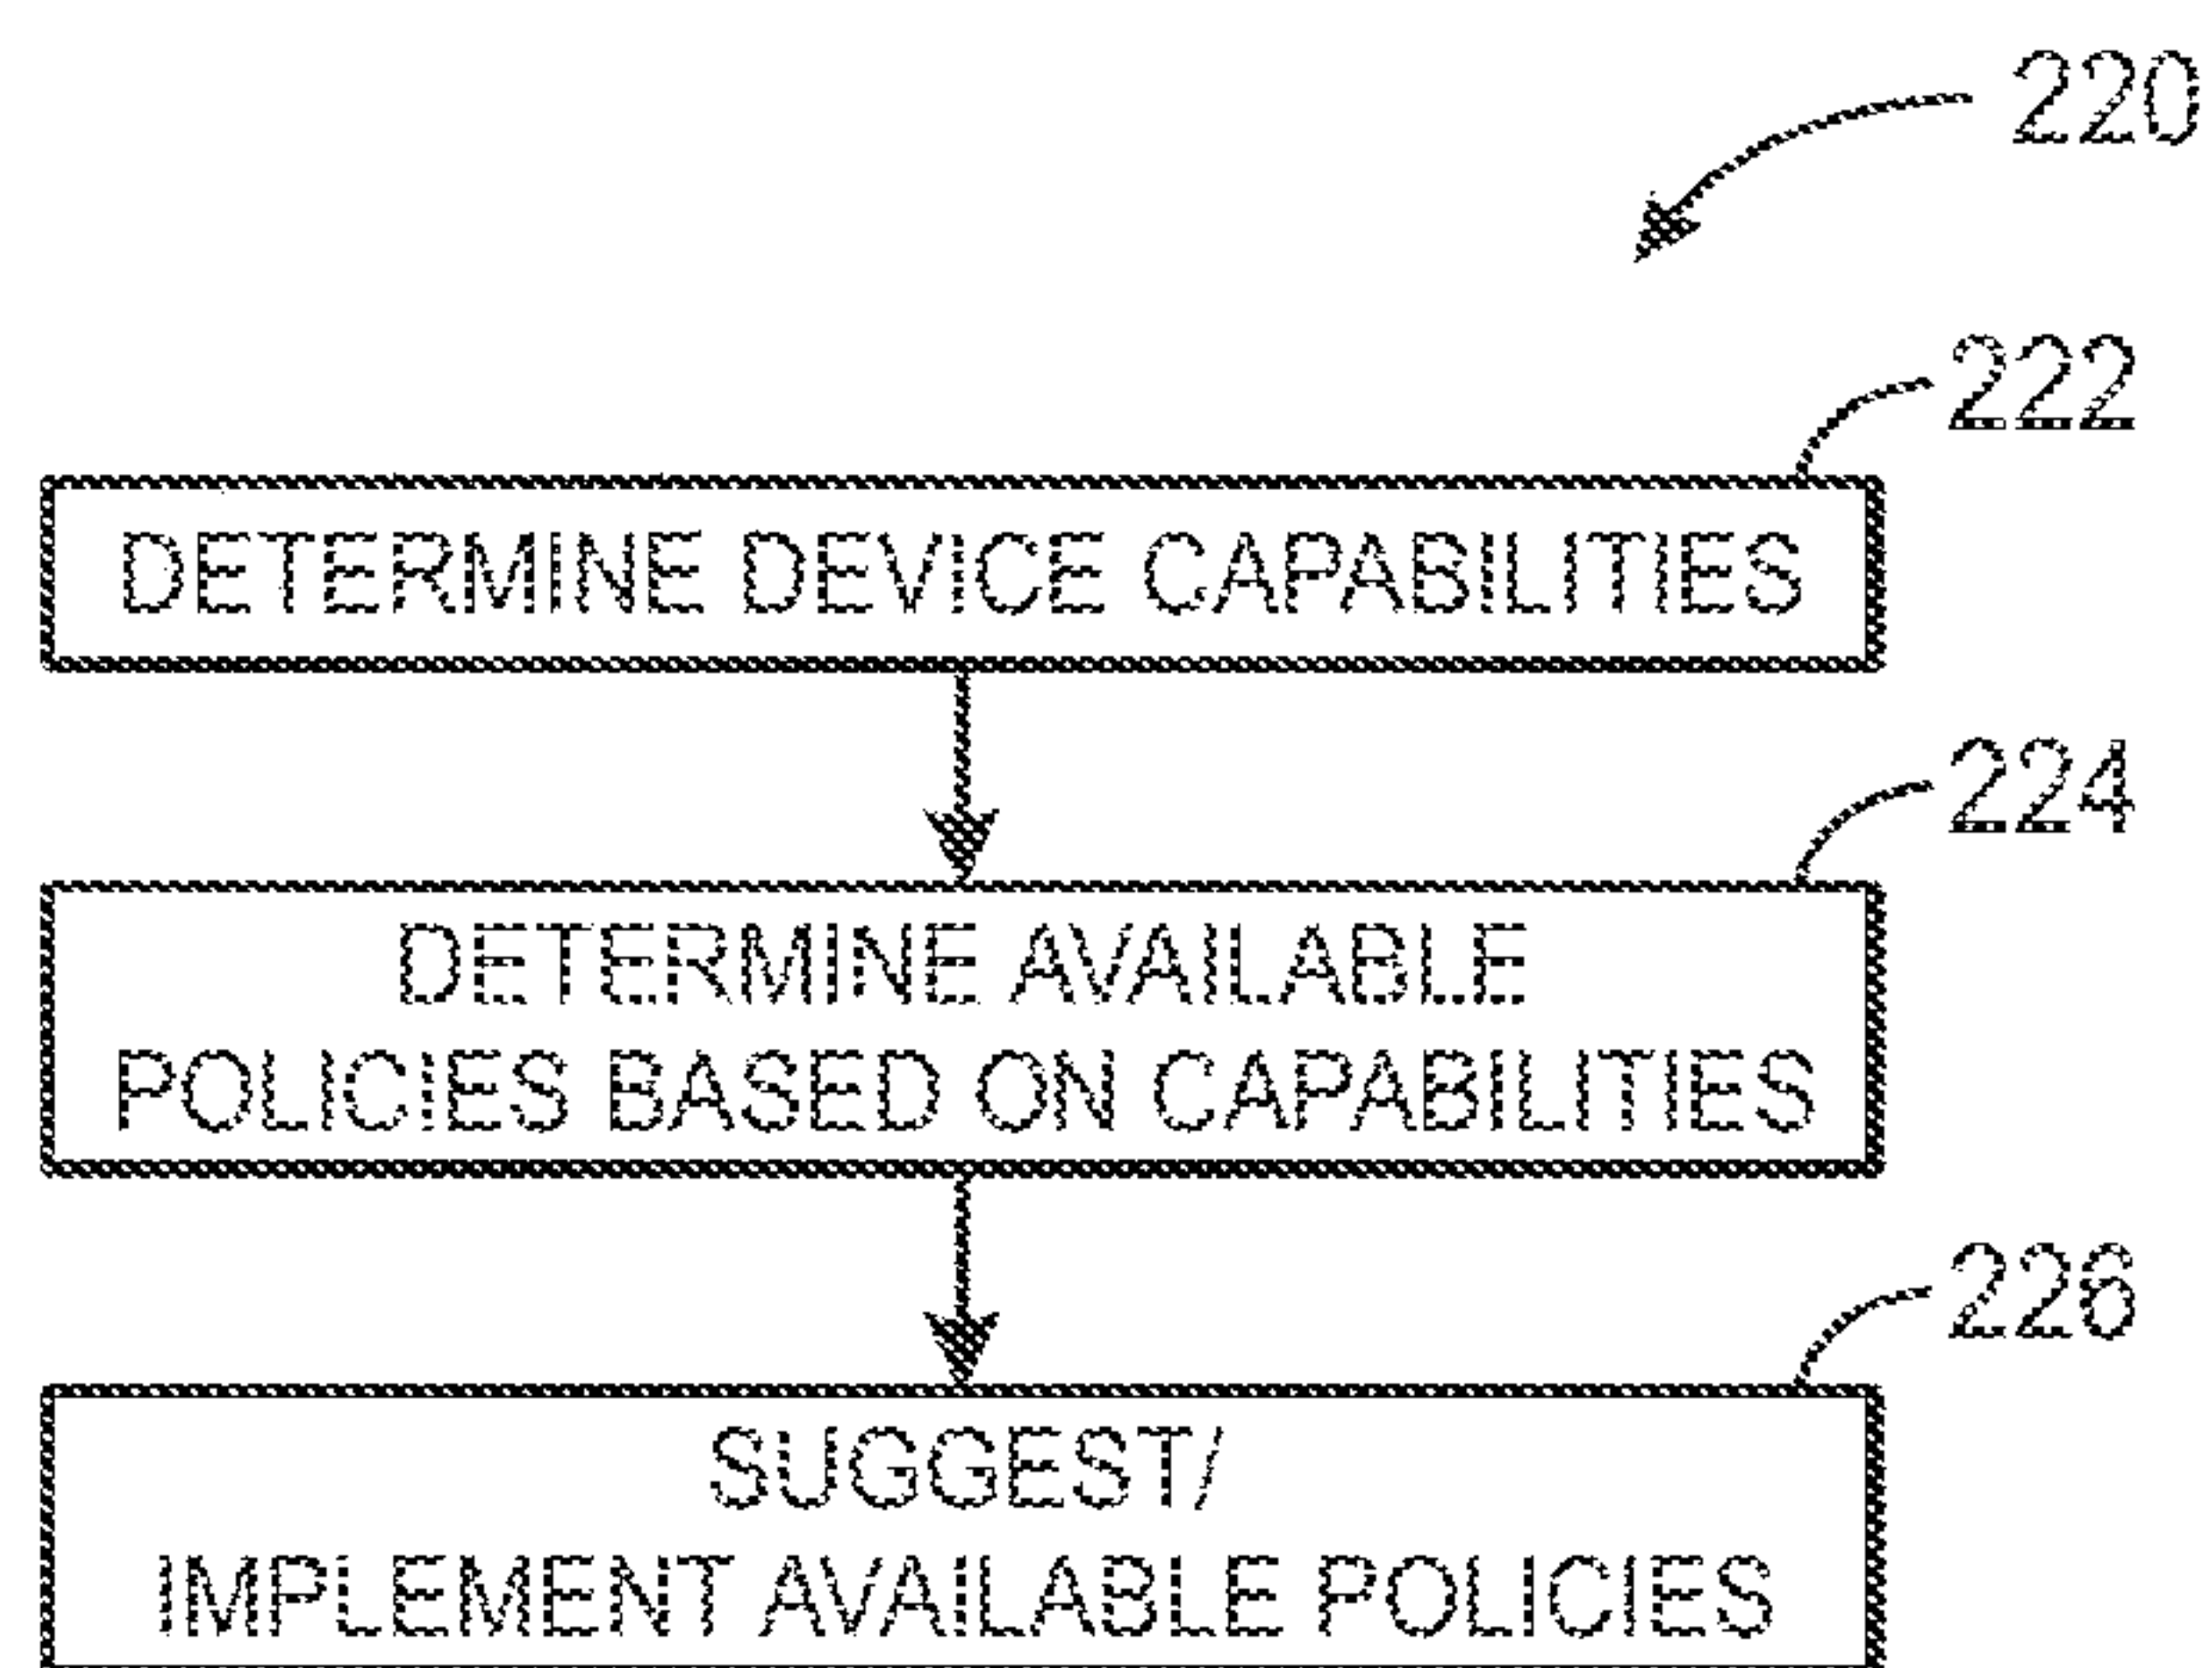 220
222
DETERMINE DEVICE CAPABILITIES
224
DETERMINE AVAILABLE
POLICIES BASED ON CAPABILITIES
226
SUGGEST/
IMPLEMENT AVAILABLE POLICIES